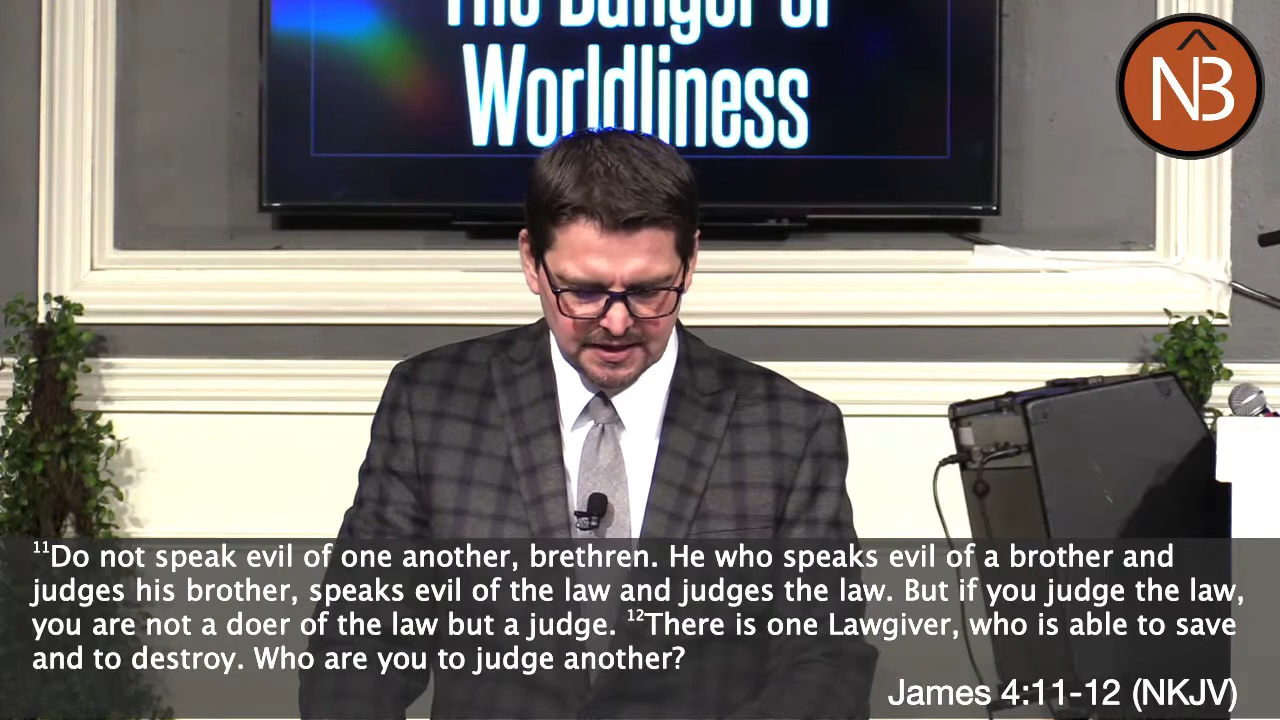 The Danger of
Worldliness
NB
¹¹Do not speak evil of one another, brethren. He who speaks evil of a brother and
judges his brother, speaks evil of the law and judges the law. But if you judge the law,
you are not a doer of the law but a judge. ¹²There is one Lawgiver, who is able to save
and to destroy. Who are you to judge another?
James 4:11-12 (NKJV)